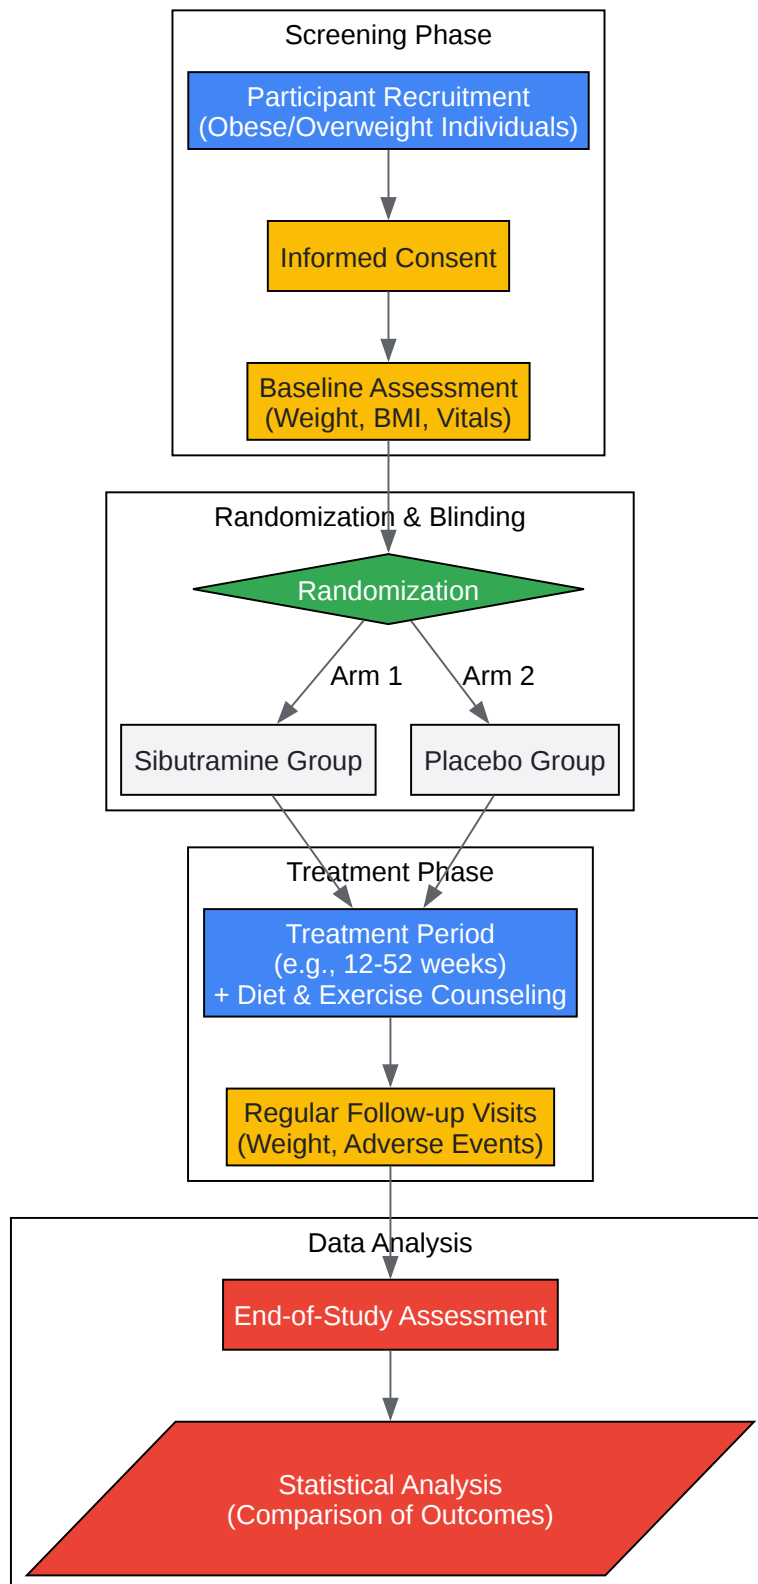 Screening Phase
Participant Recruitment
(Obese/Overweight Individuals)
Informed Consent
Baseline Assessment
(Weight, BMI, Vitals)
Randomization & Blinding
Randomization
Arm 1
Arm 2
Sibutramine Group
Placebo Group
Treatment Phase
Treatment Period
(e.g., 12-52 weeks)
+ Diet & Exercise Counseling
Regular Follow-up Visits
(Weight, Adverse Events)
Data Analysis
End-of-Study Assessment
Statistical Analysis
(Comparison of Outcomes)